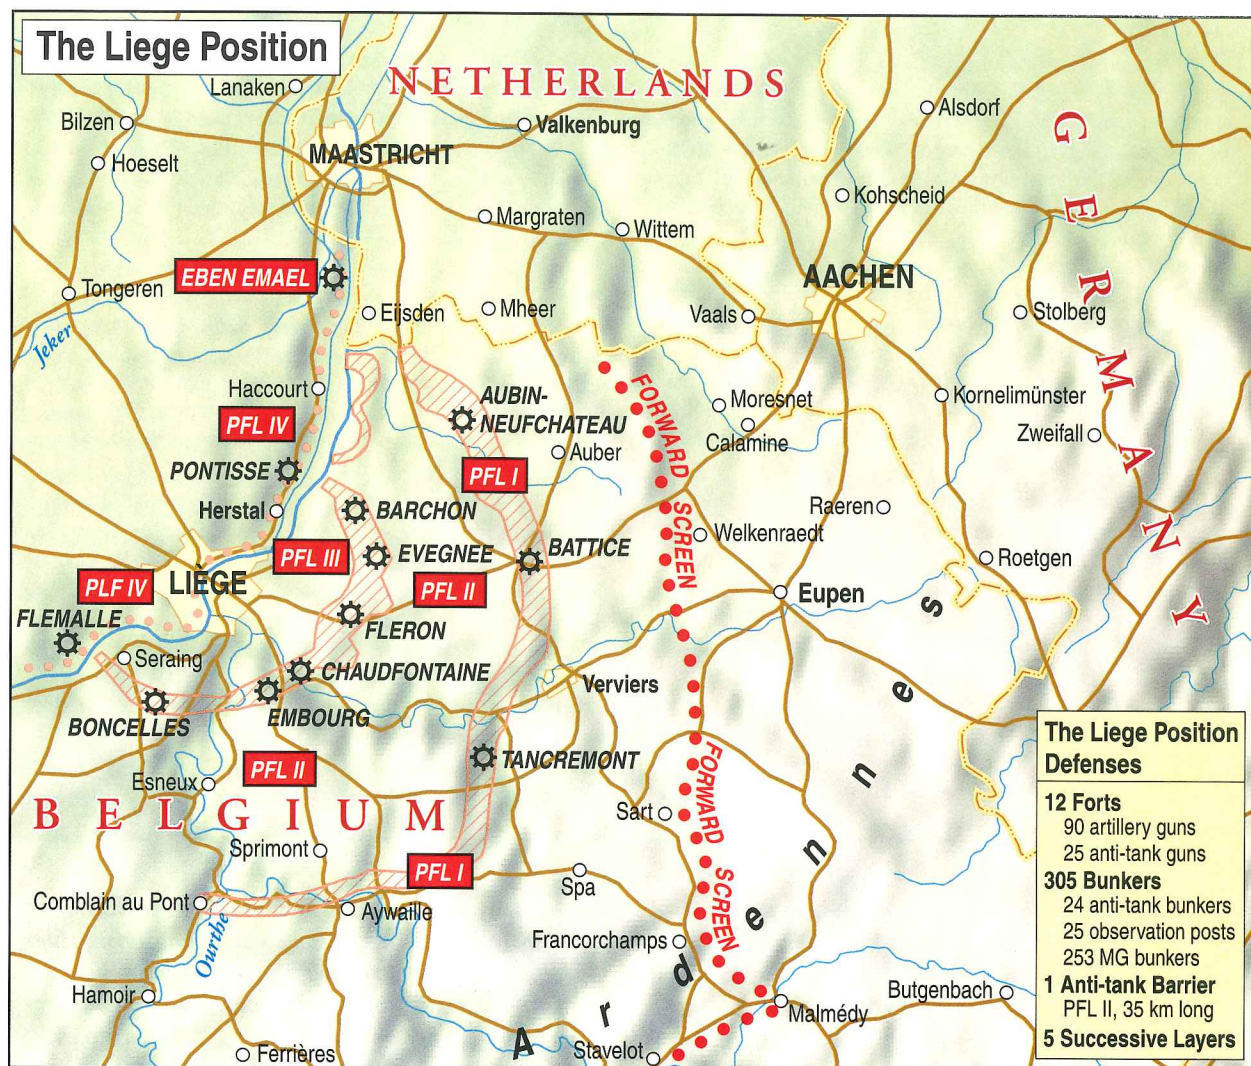 The Liege Position
NETHERLANDS
Lanaken
Bilzen
Hoeselt
MAASTRICHT
Valkenburg
Alsdorf
GERMANY
Kohscheid
Margraten
Wittem
EBEN EMAEL
Tongeren
AACHEN
Eijsden
Mheer
Vaals
Stolberg
Jeker
Haccourt
AUBIN-
NEUFCHATEAU
FORWARD
SCREEN
Moresnet
Calamine
Kornelimünster
Zweifall
PFL IV
PONTISSE
PFL I
Auber
Herstal
BARCHON
Raeren
Welkenraedt
PFL III
EVEGNEE
BATTICE
Roetgen
PLF IV
LIÈGE
PFL II
Eupen
FLEMALLE
FLERON
Seraing
CHAUDFONTAINE
Verviers
BONCELLES
EMBOURG
Ardennes
TANCREMONT
PFL II
Esneux
FORWARD
SCREEN
Sart
BELGIUM
Sprimont
PFL I
Spa
Comblain au Pont
Aywaille
Ourthe
Francorchamps
Hamoir
Butgenbach
Malmédy
Ferrières
Stavelot
The Liege Position
Defenses
12 Forts
90 artillery guns
25 anti-tank guns
305 Bunkers
24 anti-tank bunkers
25 observation posts
253 MG bunkers
1 Anti-tank Barrier
PFL II, 35 km long
5 Successive Layers